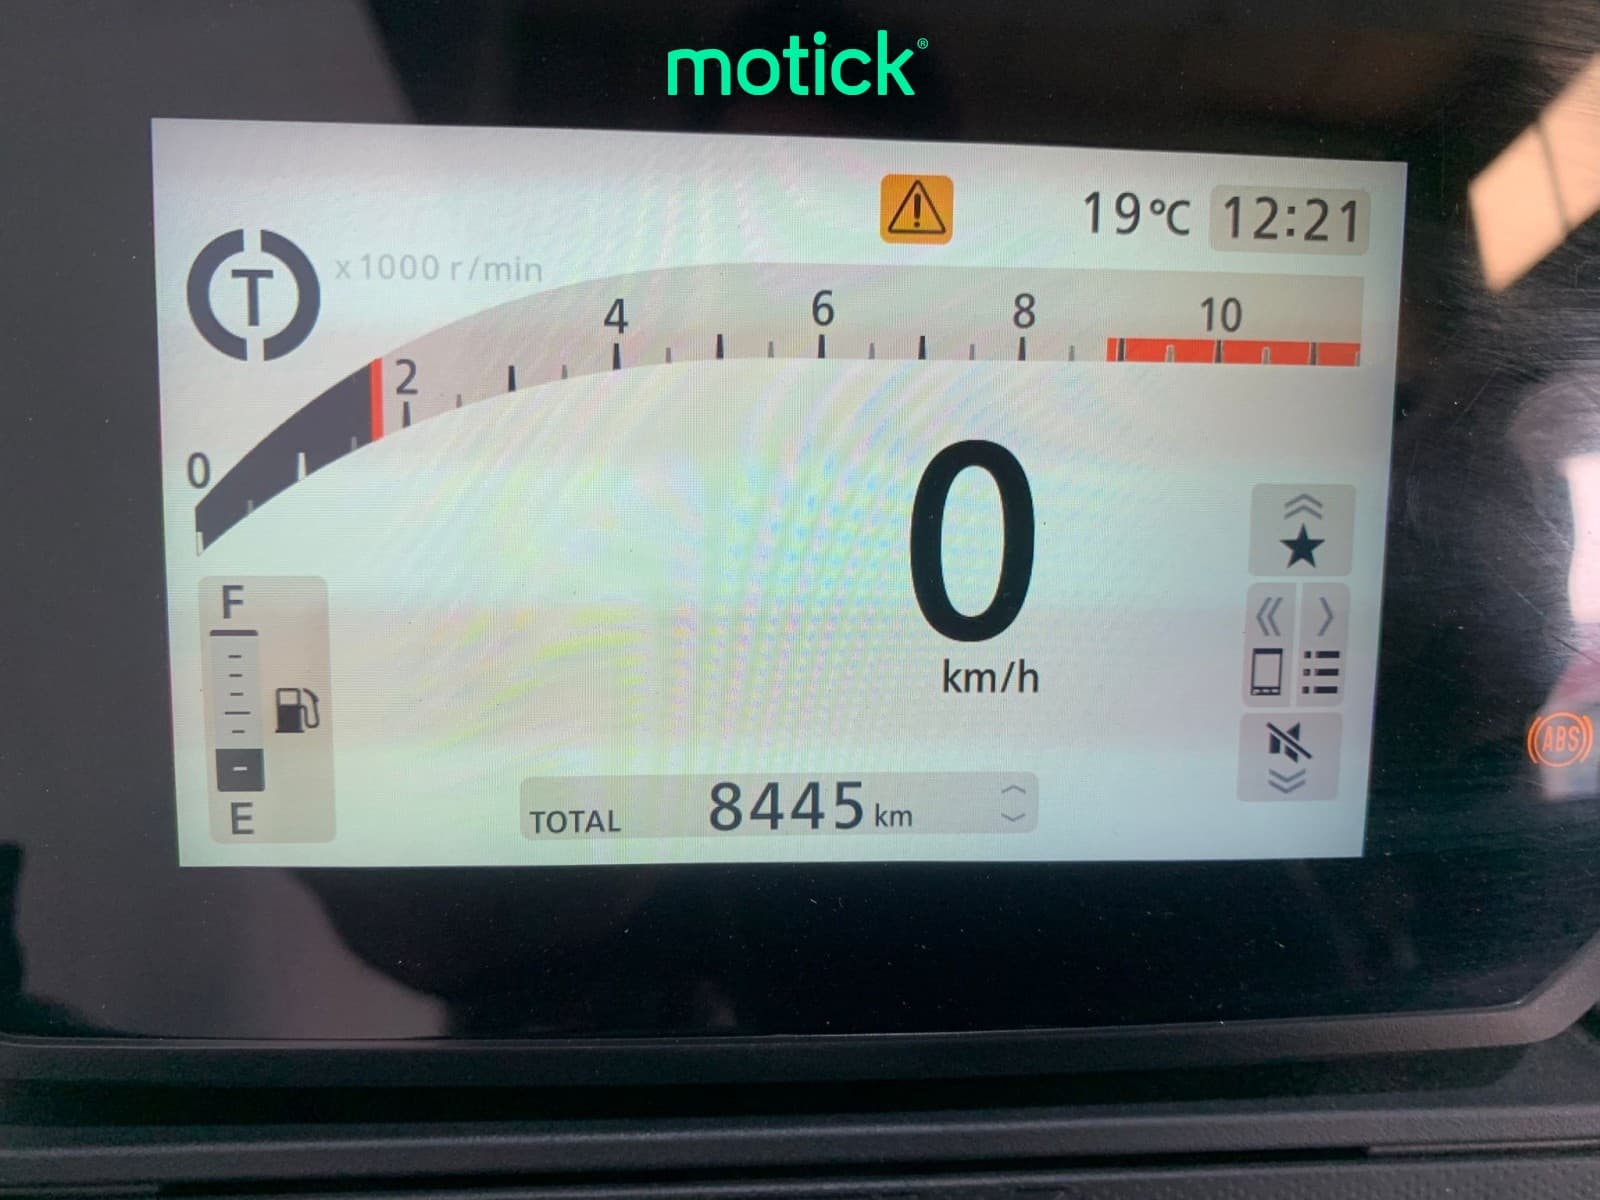 motick®
19°C 12:21
T
x1000 r/min
0
2
4
6
8
10
0
km/h
F
E
ABS
TOTAL 8445 km